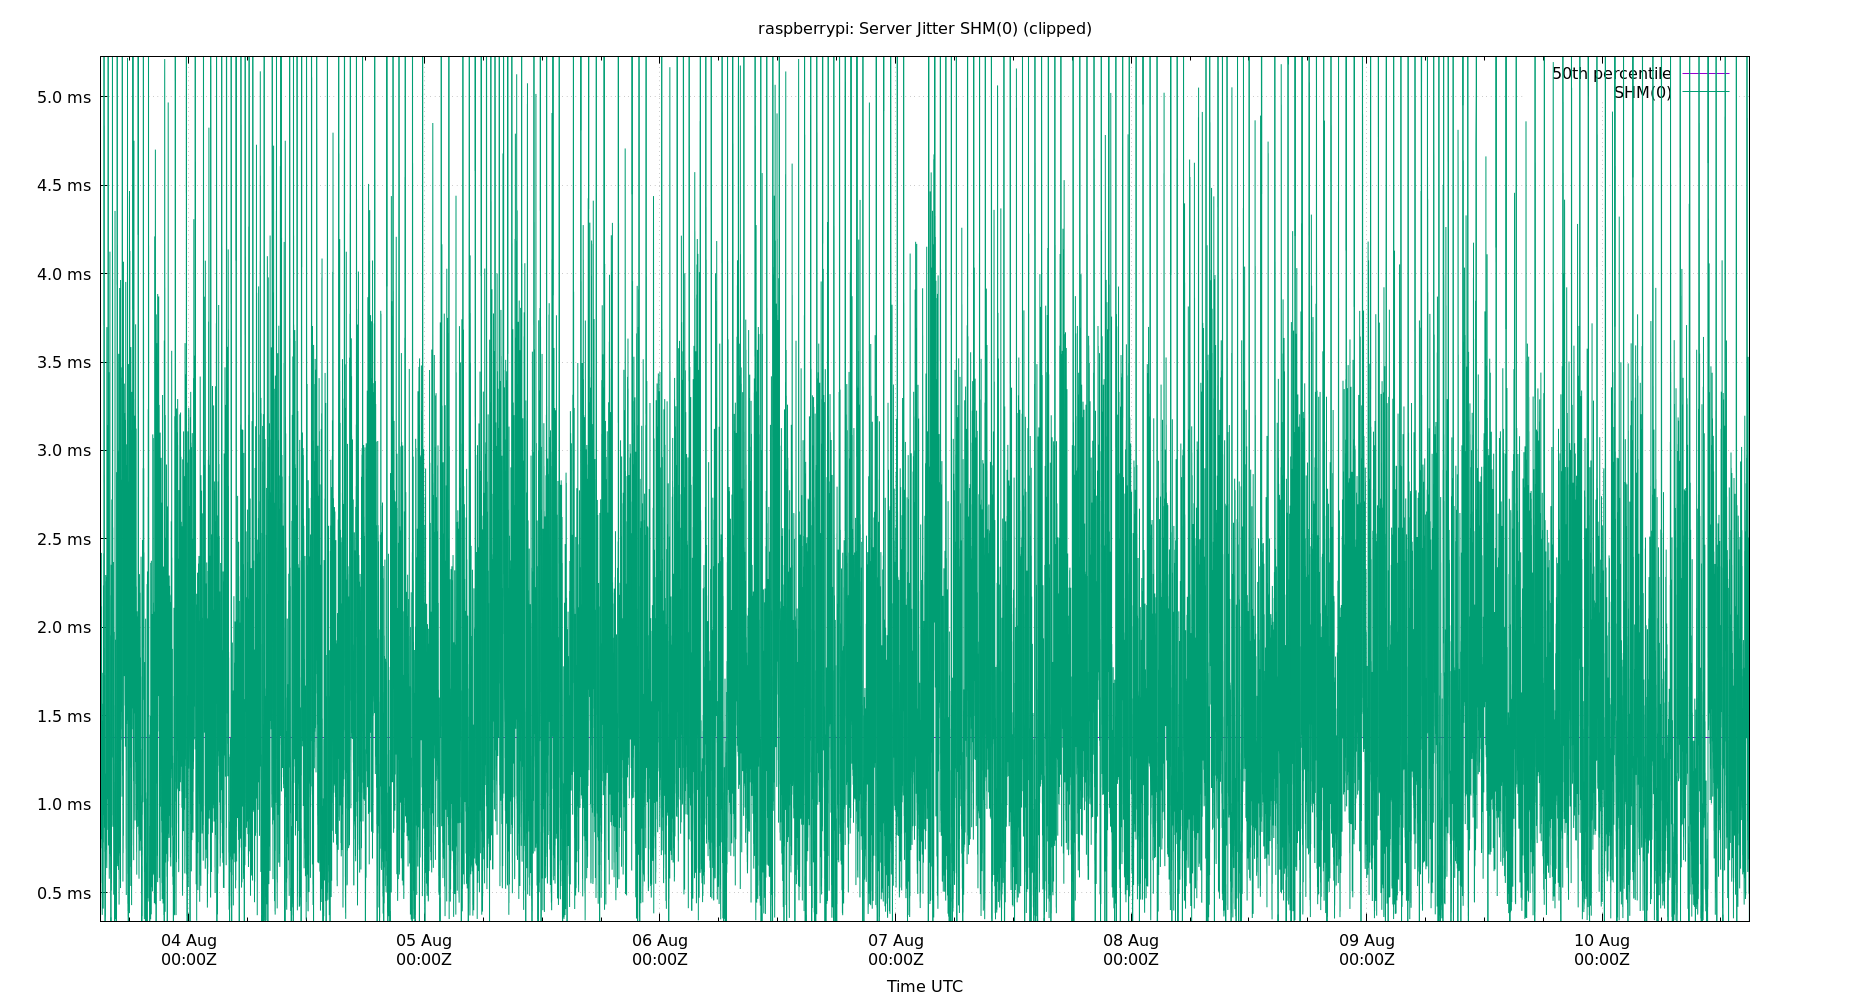 raspberrypi: Server Jitter SHM(0) (clipped)
50th percentile
SHM(0)
5.0 ms
4.5 ms
4.0 ms
3.5 ms
3.0 ms
2.5 ms
2.0 ms
1.5 ms
1.0 ms
0.5 ms
04 Aug 05 Aug 06 Aug 07 Aug 08 Aug 09 Aug 10 Aug
00:00Z 00:00Z 00:00Z 00:00Z 00:00Z 00:00Z 00:00Z
Time UTC